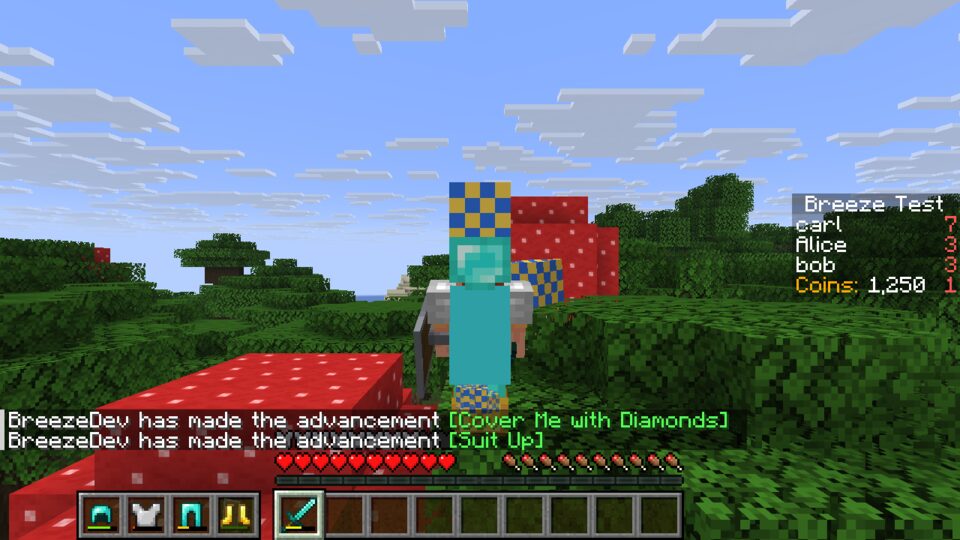 Breeze Test
carl 7
Alice 3
bob 3
Coins: 1,250 1
BreezeDev has made the advancement [Cover Me with Diamonds]
BreezeDev has made the advancement [Suit Up]